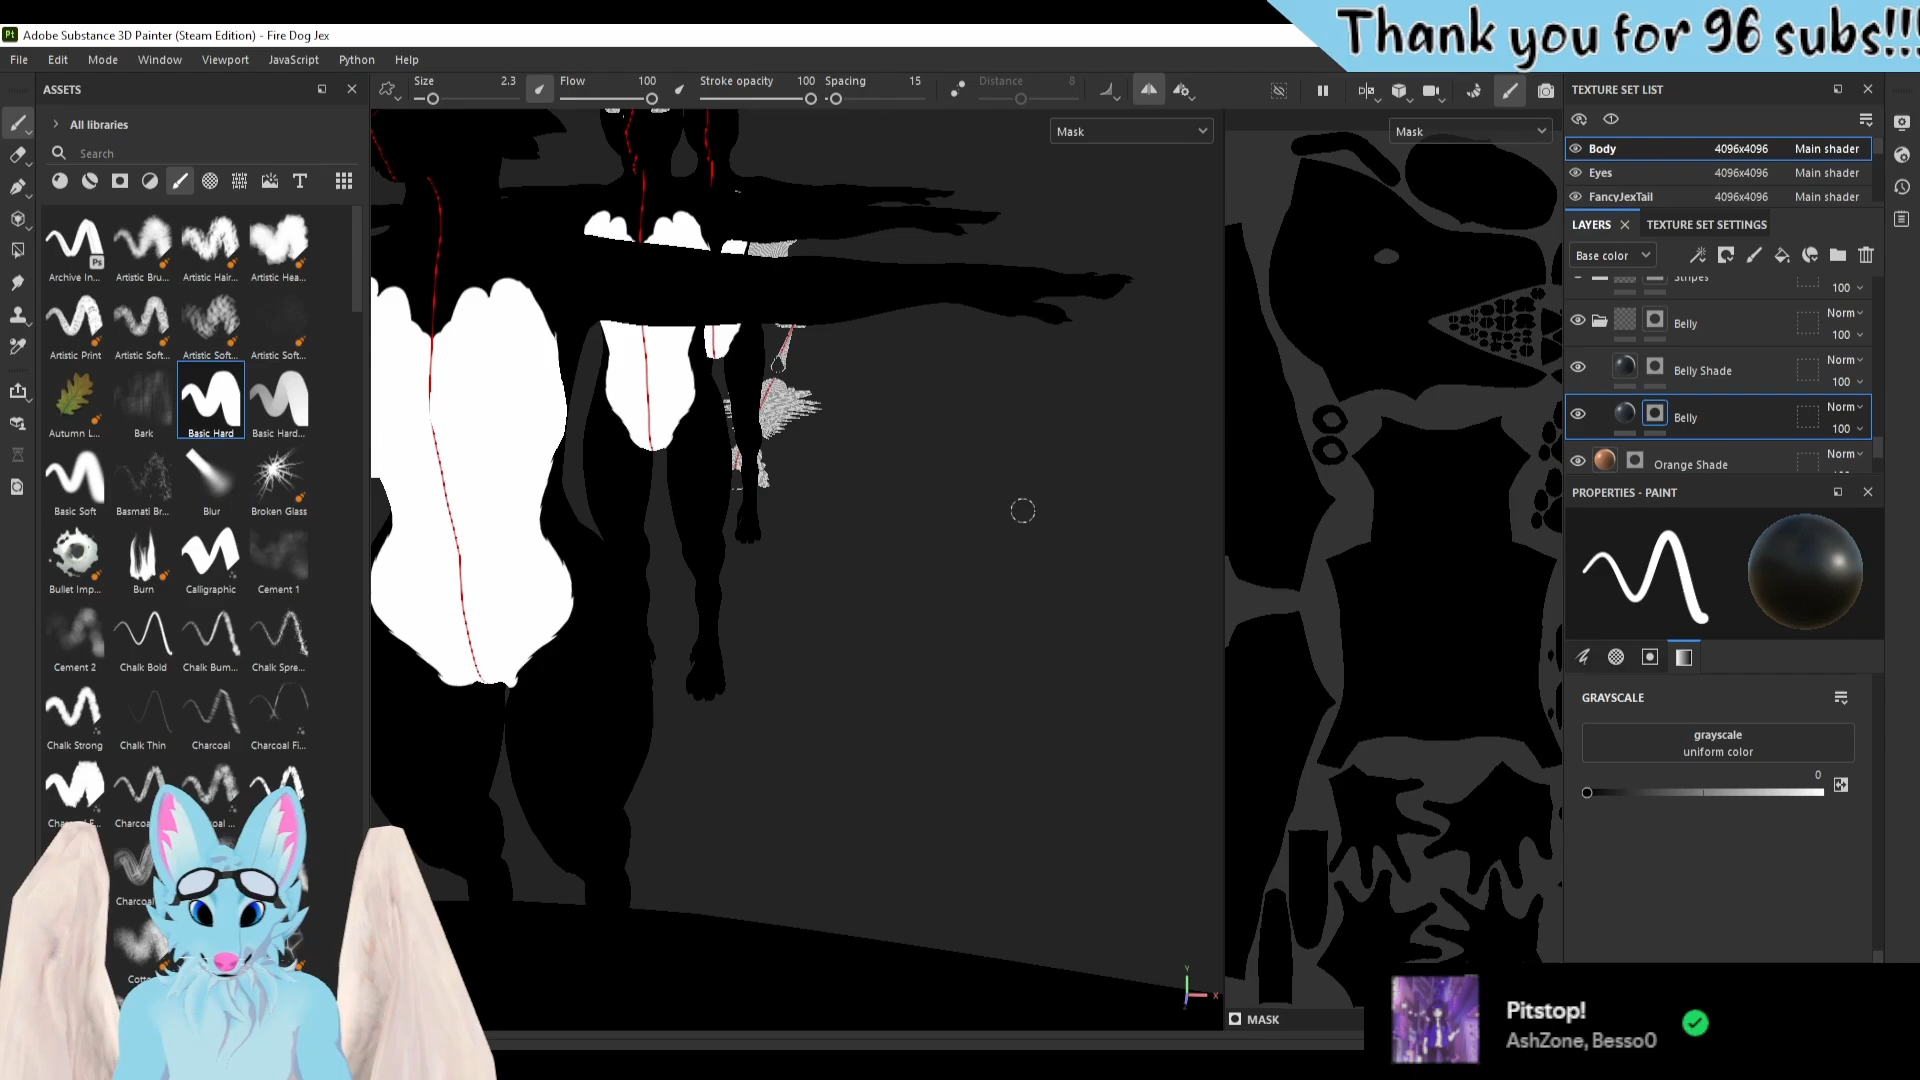 Thank you for 96 subs!!!
Adobe Substance 3D Painter (Steam Edition) - Fire Dog Jex
File Edit Mode Window Viewport JavaScript Python Help
ASSETS
Size 2.3 Flow 100 Stroke opacity 100 Spacing 15 Distance 8
All libraries
Search
Mask
Mask
Archive In... Artistic Bru... Artistic Hair... Artistic Hea...
Artistic Print Artistic Soft... Artistic Soft... Artistic Soft...
Autumn L... Bark Basic Hard Basic Hard...
Basic Soft Basmati Br... Blur Broken Glass
Bullet Imp... Burn Calligraphic Cement 1
Cement 2 Chalk Bold Chalk Bum... Chalk Spre...
Chalk Strong Chalk Thin Charcoal Charcoal Fi...
TEXTURE SET LIST
Body 4096x4096 Main shader
Eyes 4096x4096 Main shader
FancyJexTail 4096x4096 Main shader
LAYERS TEXTURE SET SETTINGS
Base color
Stripes 100
Belly Norm 100
Belly Shade Norm 100
Belly Norm 100
Orange Shade Norm
PROPERTIES - PAINT
GRAYSCALE
grayscale
uniform color
0
Y
X
MASK
Pitstop!
AshZone, Besso0